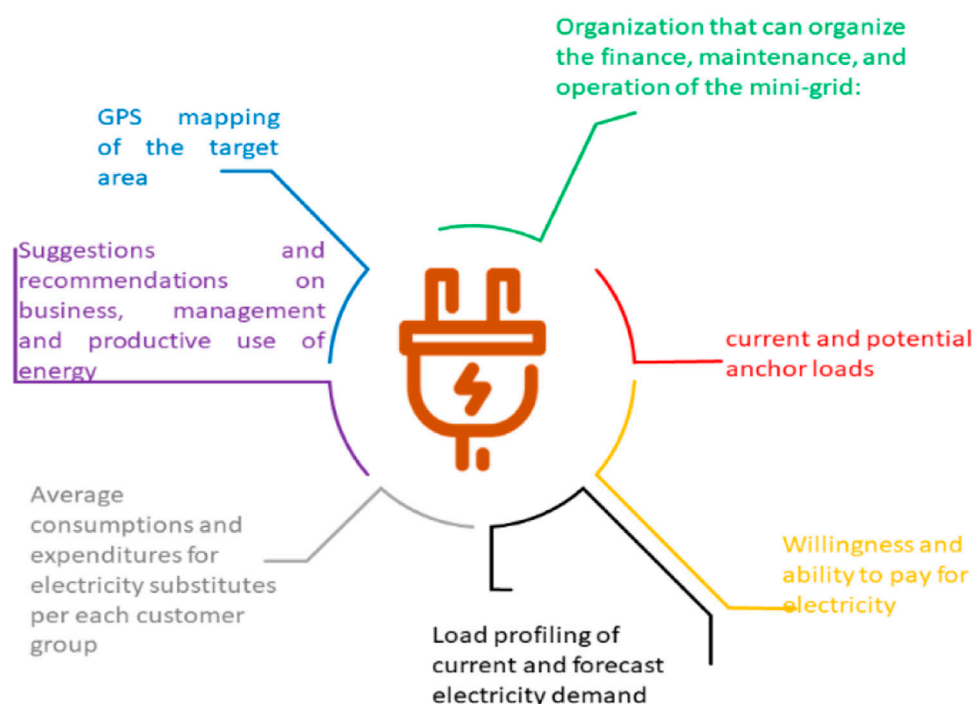 Organization that can organize
the finance, maintenance, and
operation of the mini-grid:
GPS mapping
of the target
area
Suggestions and
recommendations on
business, management
and productive use of
energy
current and potential
anchor loads
Average
consumptions and
expenditures for
electricity substitutes
per each customer
group
Willingness and
ability to pay for
electricity
Load profiling of
current and forecast
electricity demand